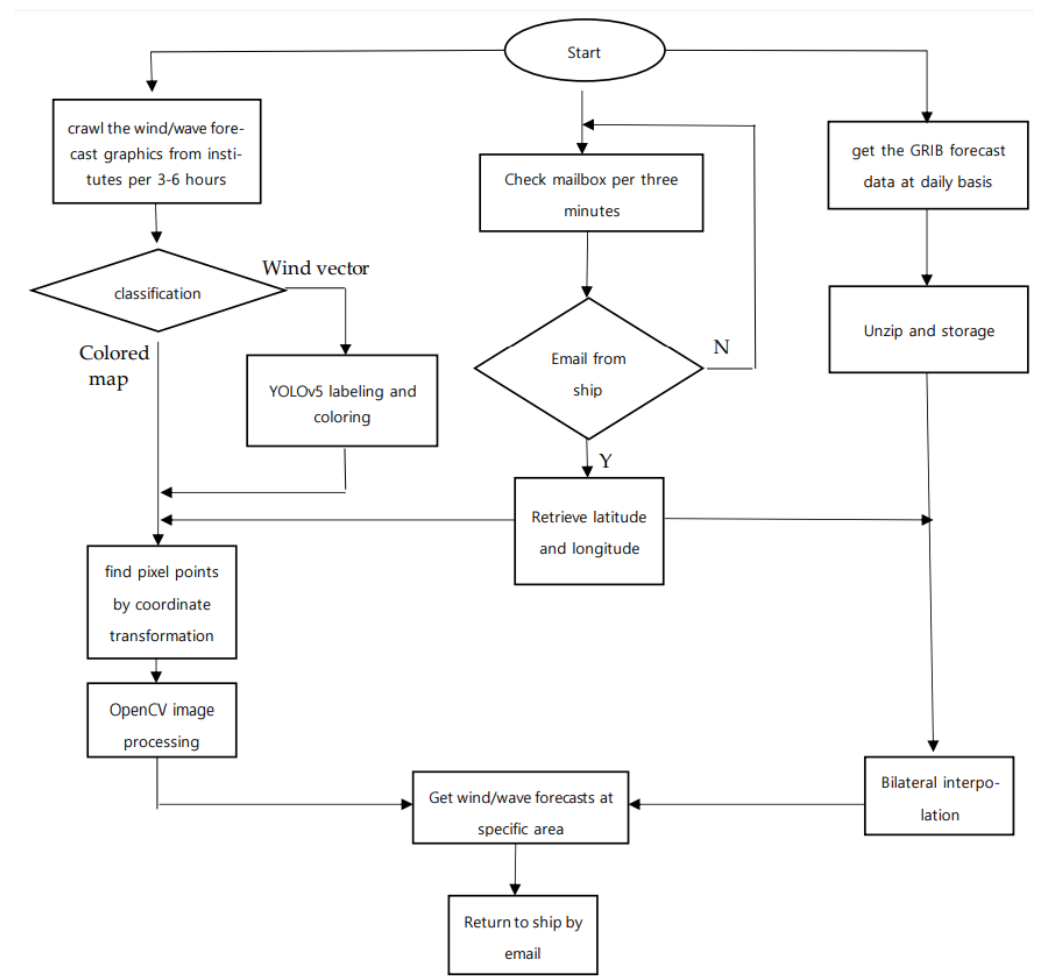 Start
crawl the wind/wave fore-
cast graphics from insti-
tutes per 3-6 hours
Check mailbox per three
minutes
get the GRIB forecast
data at daily basis
classification
Wind vector
Colored
map
YOLOv5 labeling and
coloring
Email from
ship
N
Y
Unzip and storage
Retrieve latitude
and longitude
find pixel points
by coordinate
transformation
OpenCV image
processing
Get wind/wave forecasts at
specific area
Bilateral interpo-
lation
Return to ship by
email